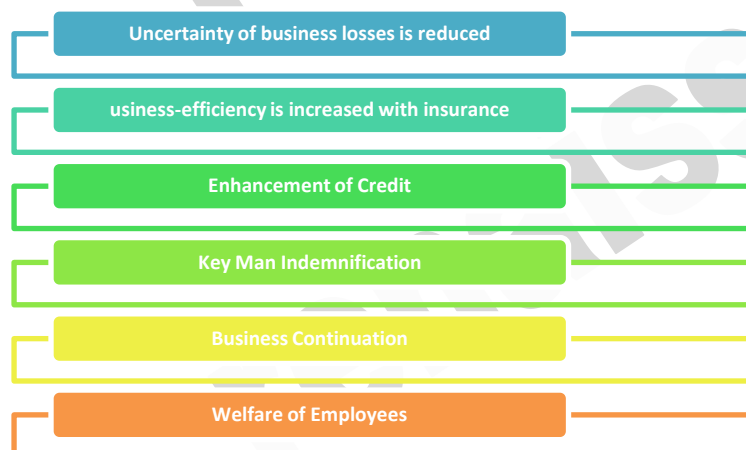 Uncertainty of business losses is reduced
usiness-efficiency is increased with insurance
Enhancement of Credit
Key Man Indemnification
Business Continuation
Welfare of Employees